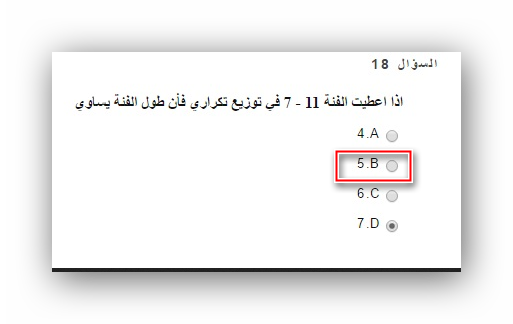 السؤال 18
اذا اعطيت الفئة 11 - 7 في توزيع تكراري فأن طول الفئة يساوي
4.A
5.B
6.C
7.D